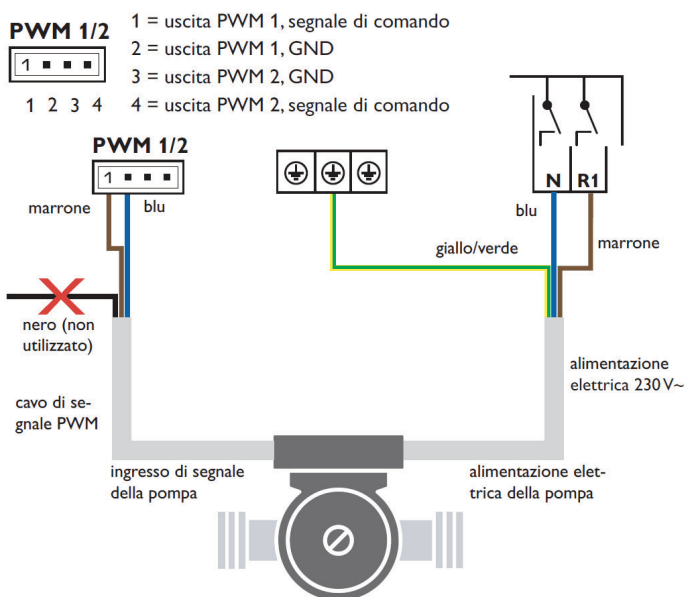 PWM 1/2
1
1 2 3 4
1 = uscita PWM 1, segnale di comando
2 = uscita PWM 1, GND
3 = uscita PWM 2, GND
4 = uscita PWM 2, segnale di comando
PWM 1/2
1
marrone
blu
N
R1
blu
marrone
giallo/verde
nero (non
utilizzato)
alimentazione
elettrica 230 V~
cavo di se-
gnale PWM
ingresso di segnale
della pompa
alimentazione elet-
trica della pompa